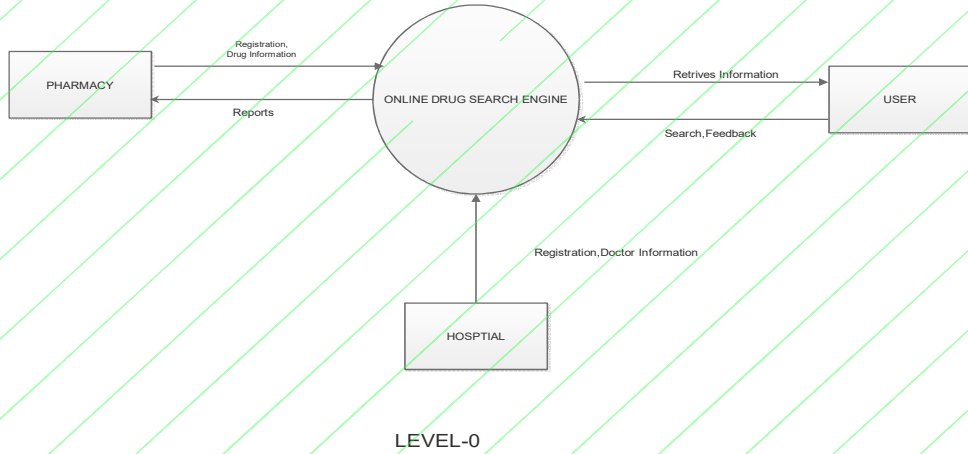 Registration,
Drug Information
PHARMACY
Reports
ONLINE DRUG SEARCH ENGINE
Retrives Information
USER
Search,Feedback
Registration,Doctor Information
HOSPTIAL
LEVEL-0